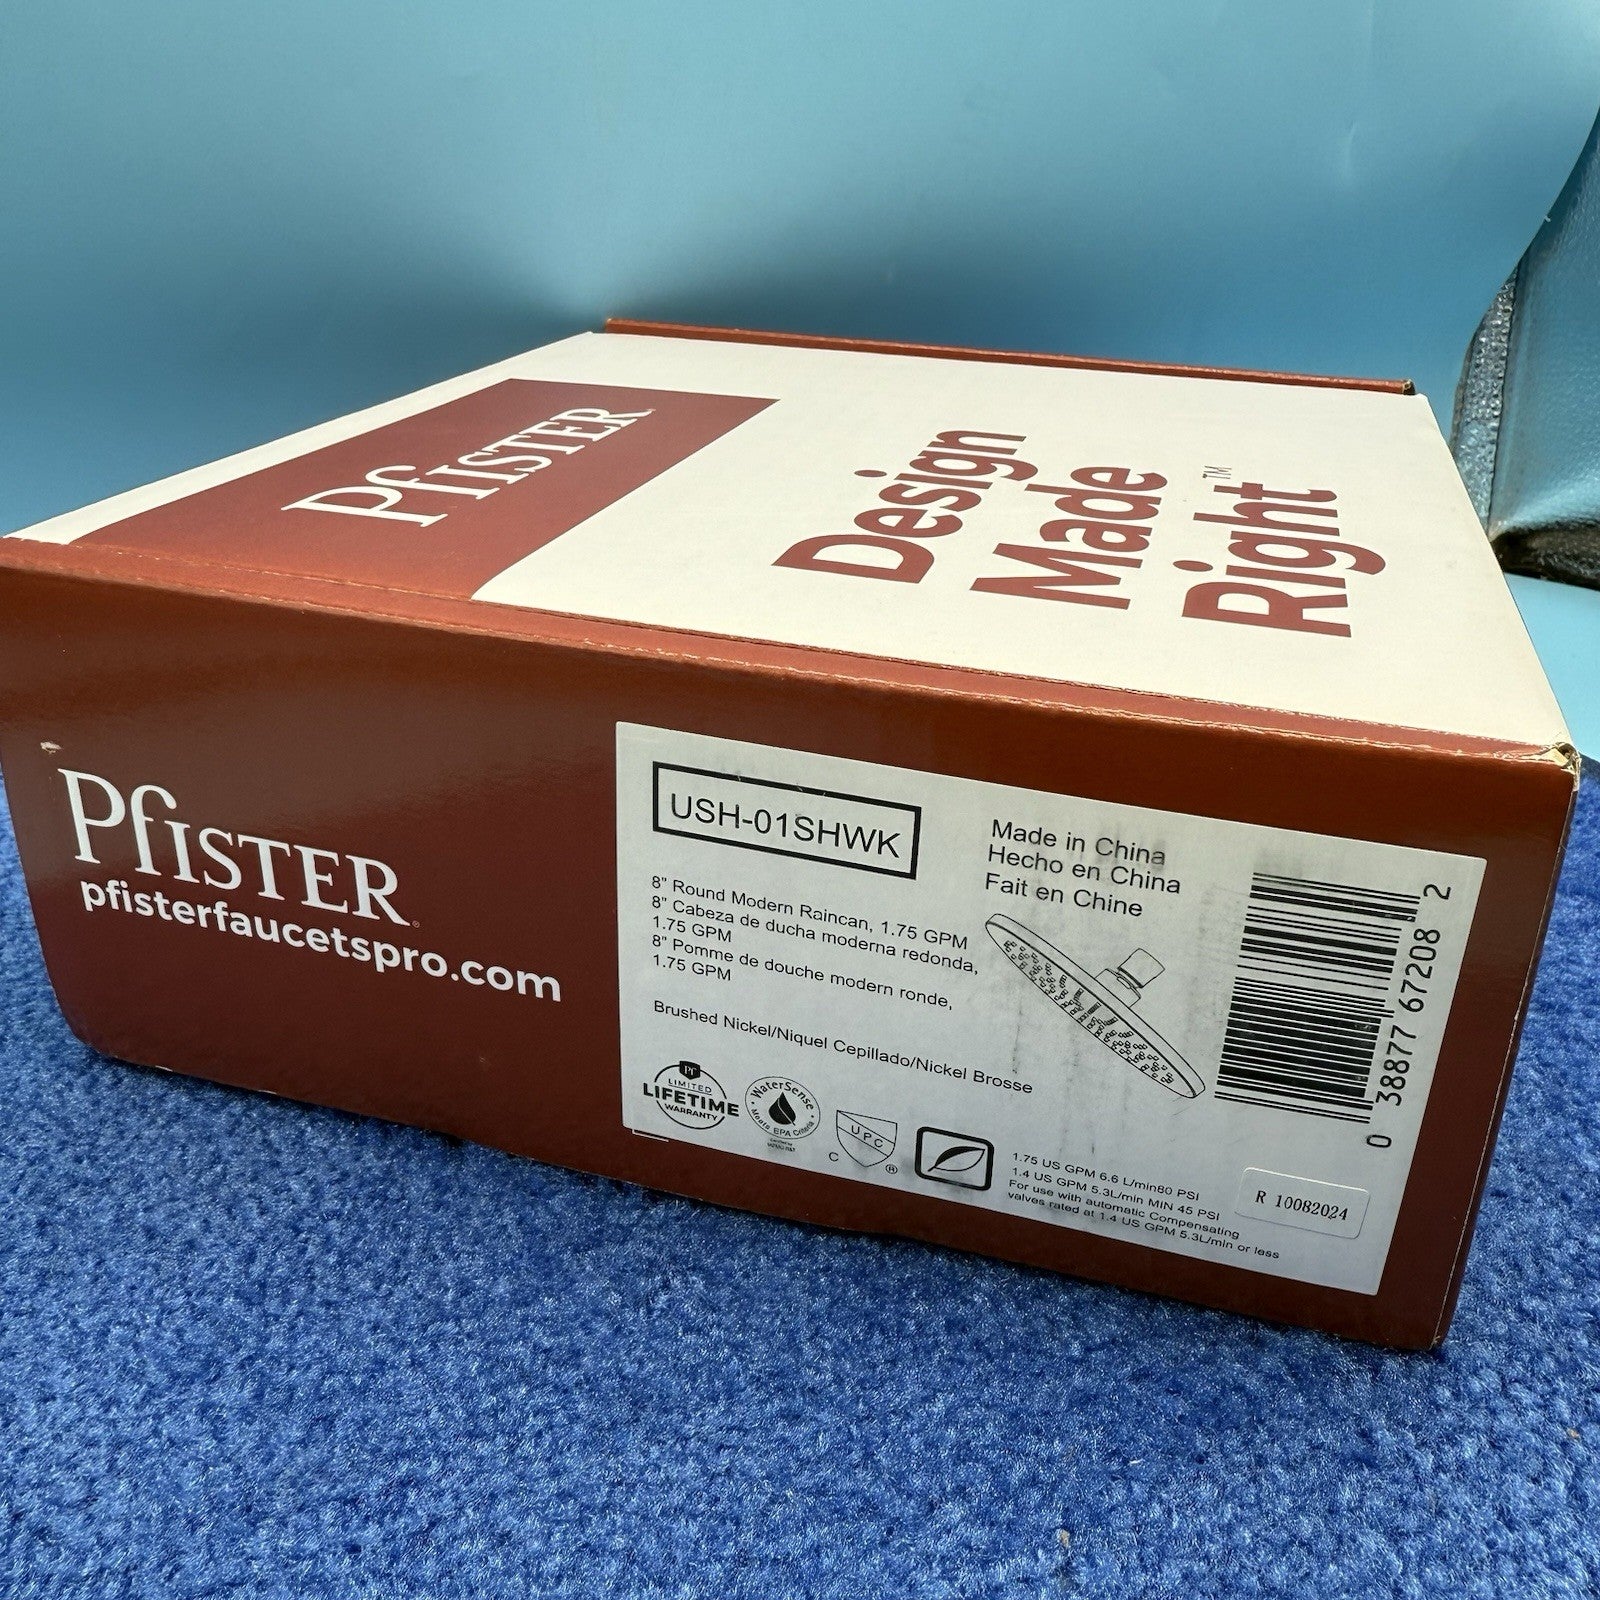 Pfister
Design
Made
Right™
Pfister
pfisterfaucetspro.com
USH-01SHWK
8" Round Modern Raincan, 1.75 GPM
8" Cabeza de ducha moderna redonda,
1.75 GPM
8" Pomme de douche modern ronde,
1.75 GPM
Brushed Nickel/Niquel Cepillado/Nickel Brosse
Made in China
Hecho en China
Fait en Chine
0 38877 67208 2
Pf
LIMITED
LIFETIME
WARRANTY
WaterSense
Meets EPA Criteria
UPC
C ®
1.75 US GPM 6.6 L/min80 PSI
1.4 US GPM 5.3L/min MIN 45 PSI
For use with automatic Compensating
valves rated at 1.4 US GPM 5.3L/min or less
R 10082024